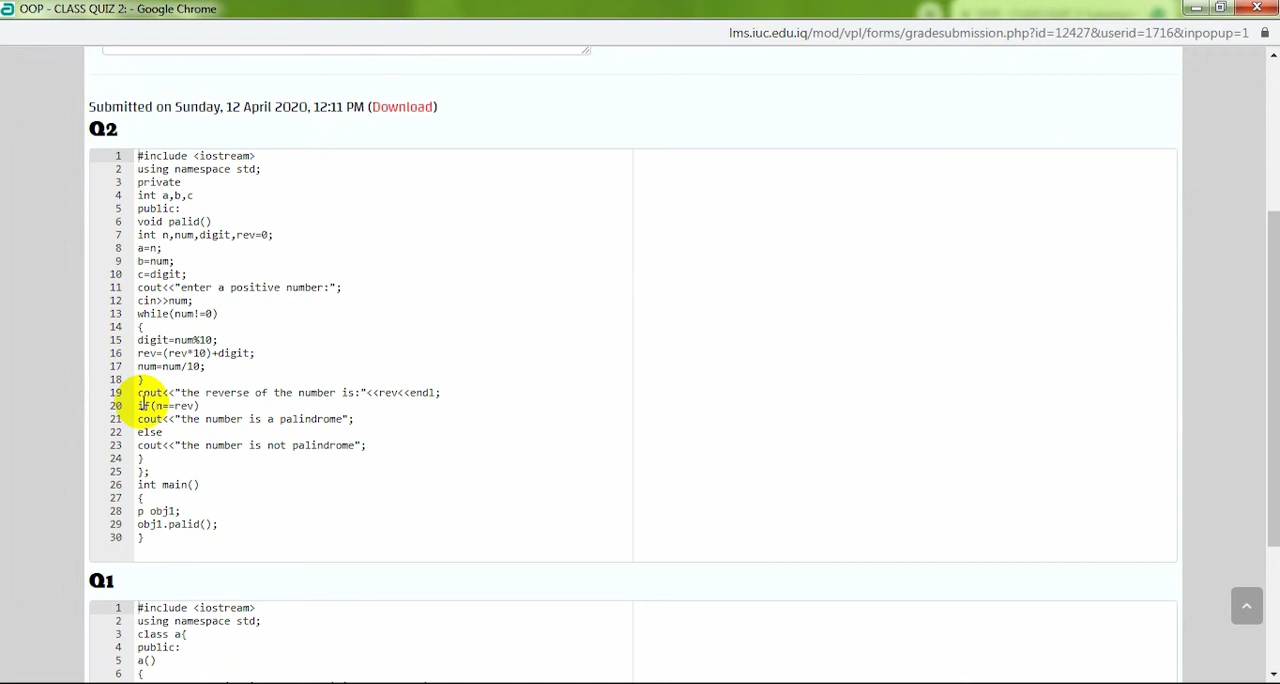 OOP - CLASS QUIZ 2: - Google Chrome
lms.iuc.edu.iq/mod/vpl/forms/gradesubmission.php?id=12427&userid=1716&inpopup=1
Submitted on Sunday, 12 April 2020, 12:11 PM (Download)
Q2
1 #include <iostream>
2 using namespace std;
3 private
4 int a,b,c
5 public:
6 void palid()
7 int n,num,digit,rev=0;
8 a=n;
9 b=num;
10 c=digit;
11 cout<<"enter a positive number:";
12 cin>>num;
13 while(num!=0)
14 {
15 digit=num%10;
16 rev=(rev*10)+digit;
17 num=num/10;
18 }
19 cout<<"the reverse of the number is:"<<rev<<endl;
20 if(n==rev)
21 cout<<"the number is a palindrome";
22 else
23 cout<<"the number is not palindrome";
24 }
25 };
26 int main()
27 {
28 p obj1;
29 obj1.palid();
30 }
Q1
1 #include <iostream>
2 using namespace std;
3 class a{
4 public:
5 a()
6 {